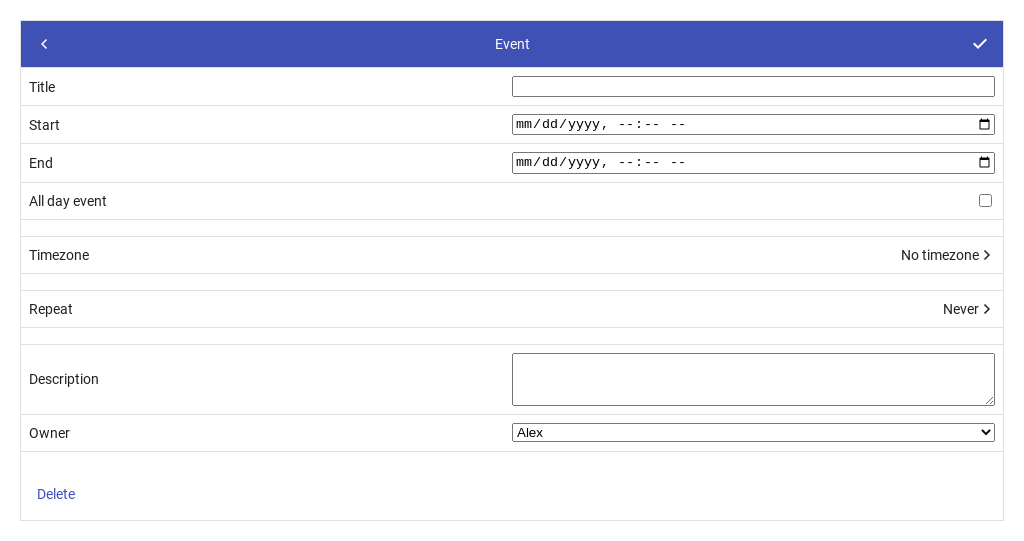 Event
Title
Start mm/dd/yyyy, --:-- --
End mm/dd/yyyy, --:-- --
All day event
Timezone No timezone
Repeat Never
Description
Owner Alex
Delete